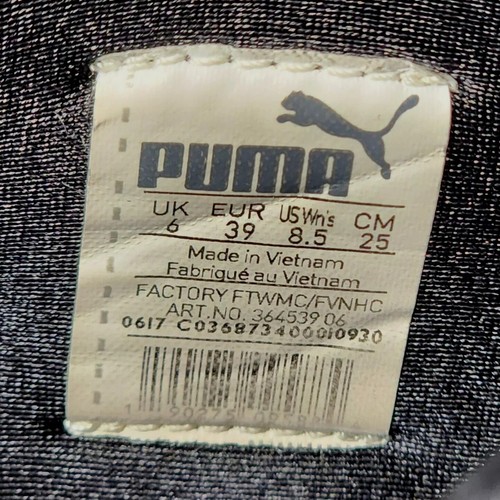 PUMA
UK EUR US Wn's CM
6 39 8.5 25
Made in Vietnam
Fabriqué au Vietnam
FACTORY FTWMC/FVNHC
ART.NO. 364539 06
0617 C036873400010930